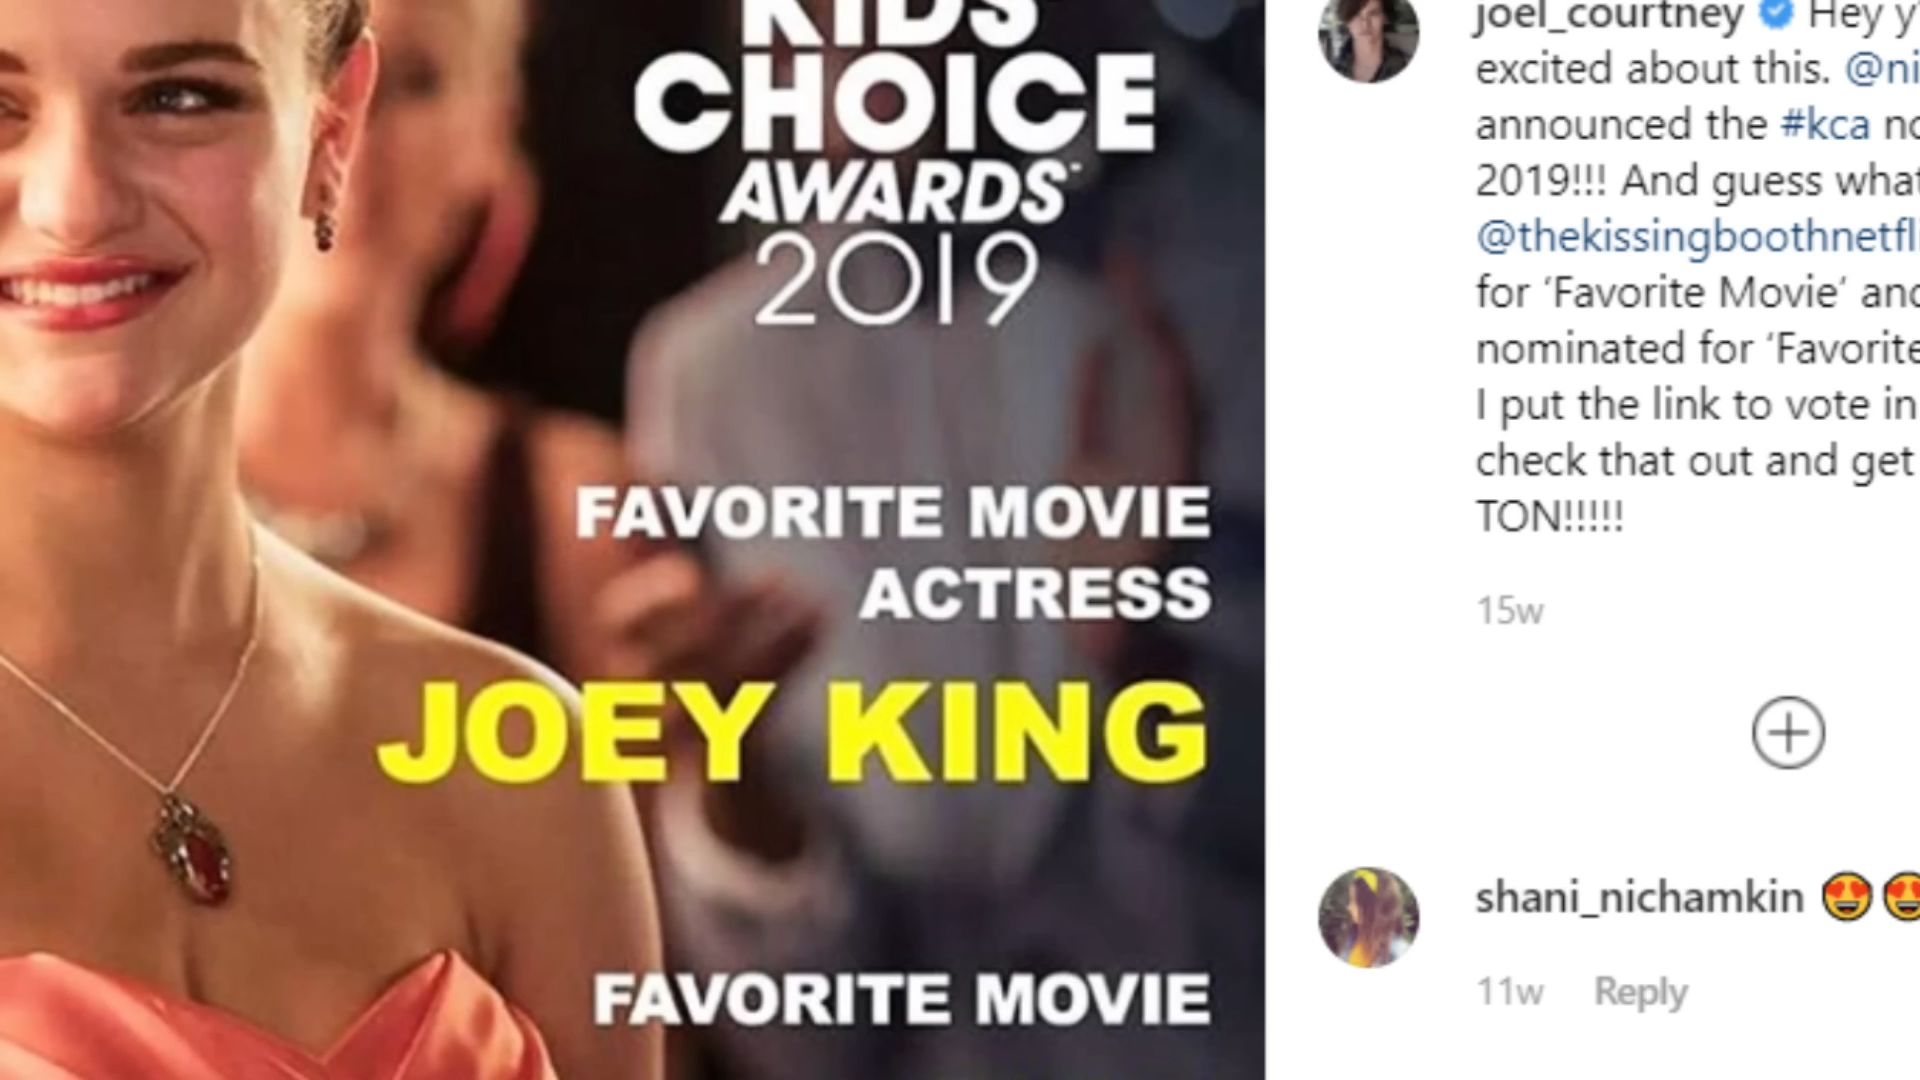 KIDS'
CHOICE
AWARDS
2019
FAVORITE MOVIE
ACTRESS
JOEY KING
FAVORITE MOVIE
joel_courtney Hey
excited about this.
announced the #kca
2019!!! And guess
for ‘Favorite Movie’
nominated for ‘Favorite
I put the link to vote in
check that out and get
TON!!!!!
15w
shani_nichamkin 😍😍
11w Reply